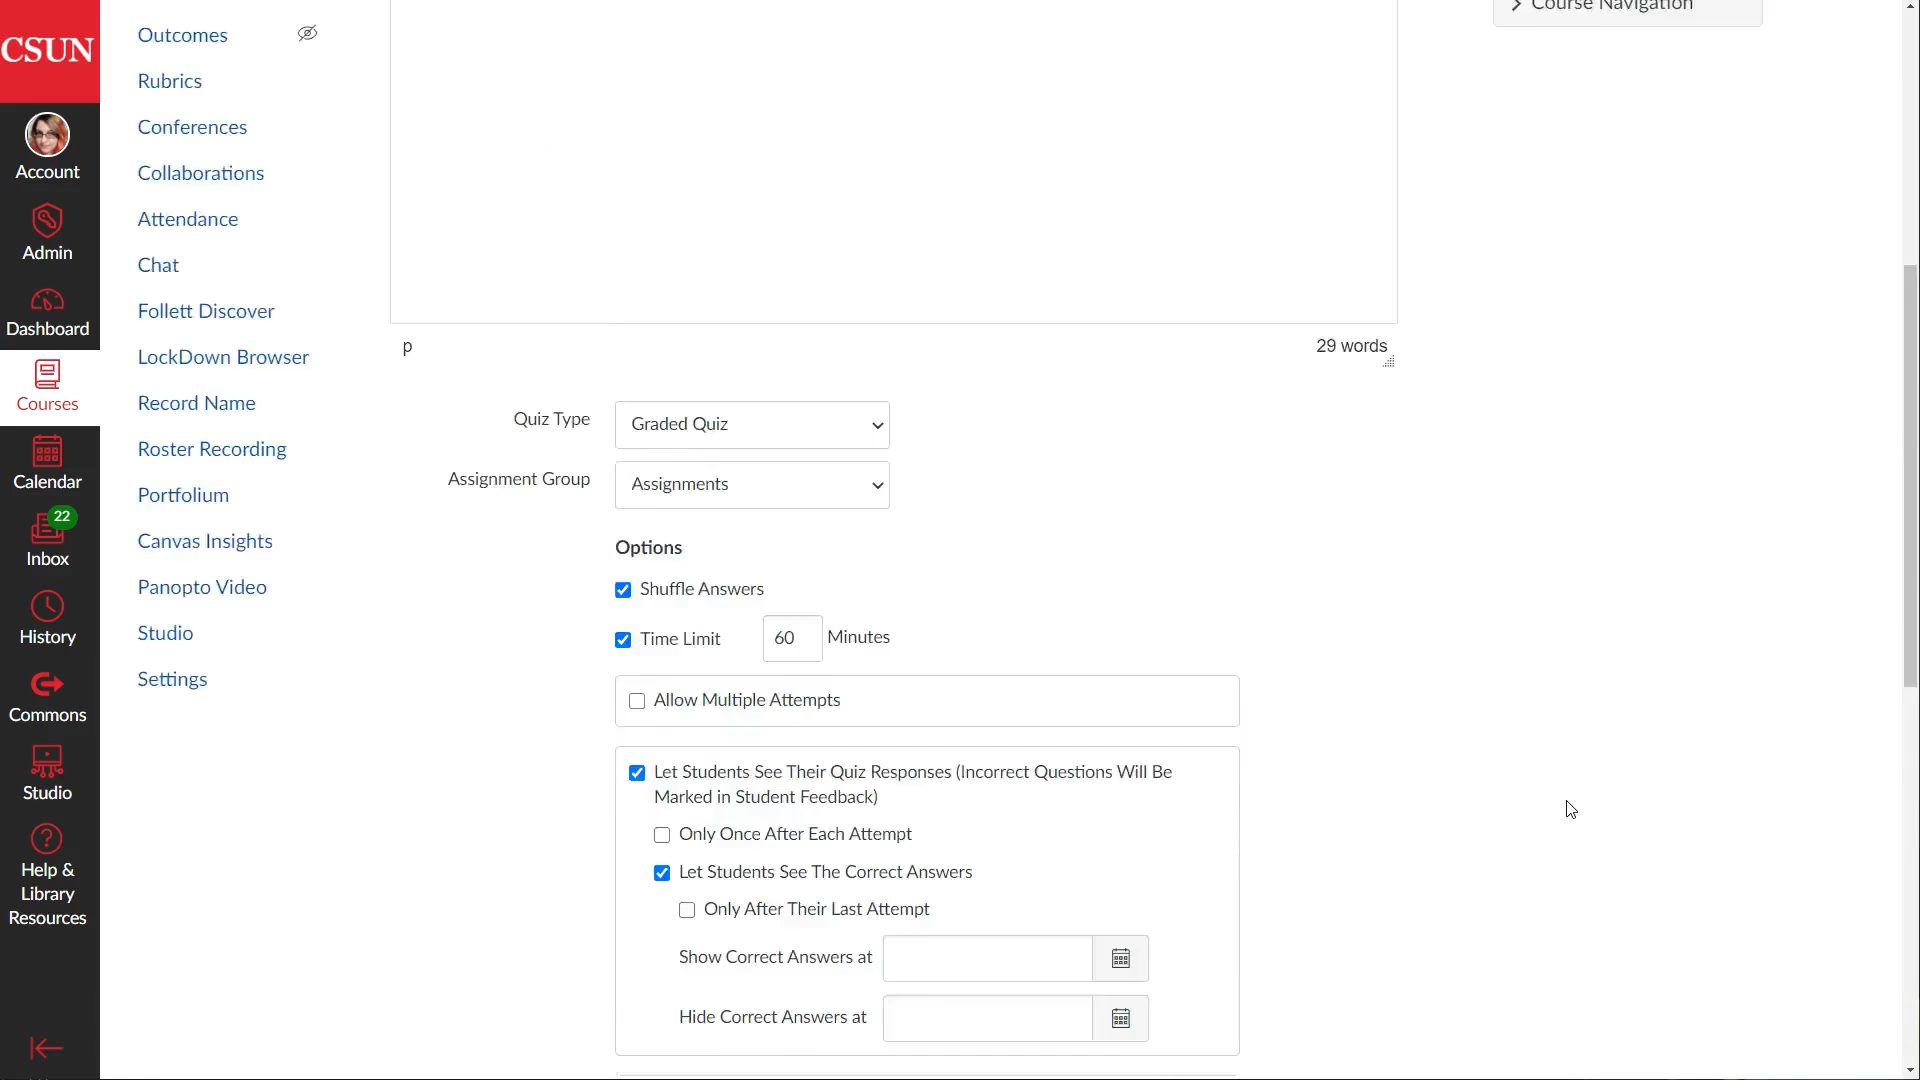 CSUN
Account
Admin
Dashboard
Courses
Calendar
22
Inbox
History
Commons
Studio
Help &
Library
Resources
Outcomes
Rubrics
Conferences
Collaborations
Attendance
Chat
Follett Discover
LockDown Browser
Record Name
Roster Recording
Portfolium
Canvas Insights
Panopto Video
Studio
Settings
Course Navigation
p
29 words
Quiz Type
Graded Quiz
Assignment Group
Assignments
Options
Shuffle Answers
Time Limit 60 Minutes
Allow Multiple Attempts
Let Students See Their Quiz Responses (Incorrect Questions Will Be
Marked in Student Feedback)
Only Once After Each Attempt
Let Students See The Correct Answers
Only After Their Last Attempt
Show Correct Answers at
Hide Correct Answers at